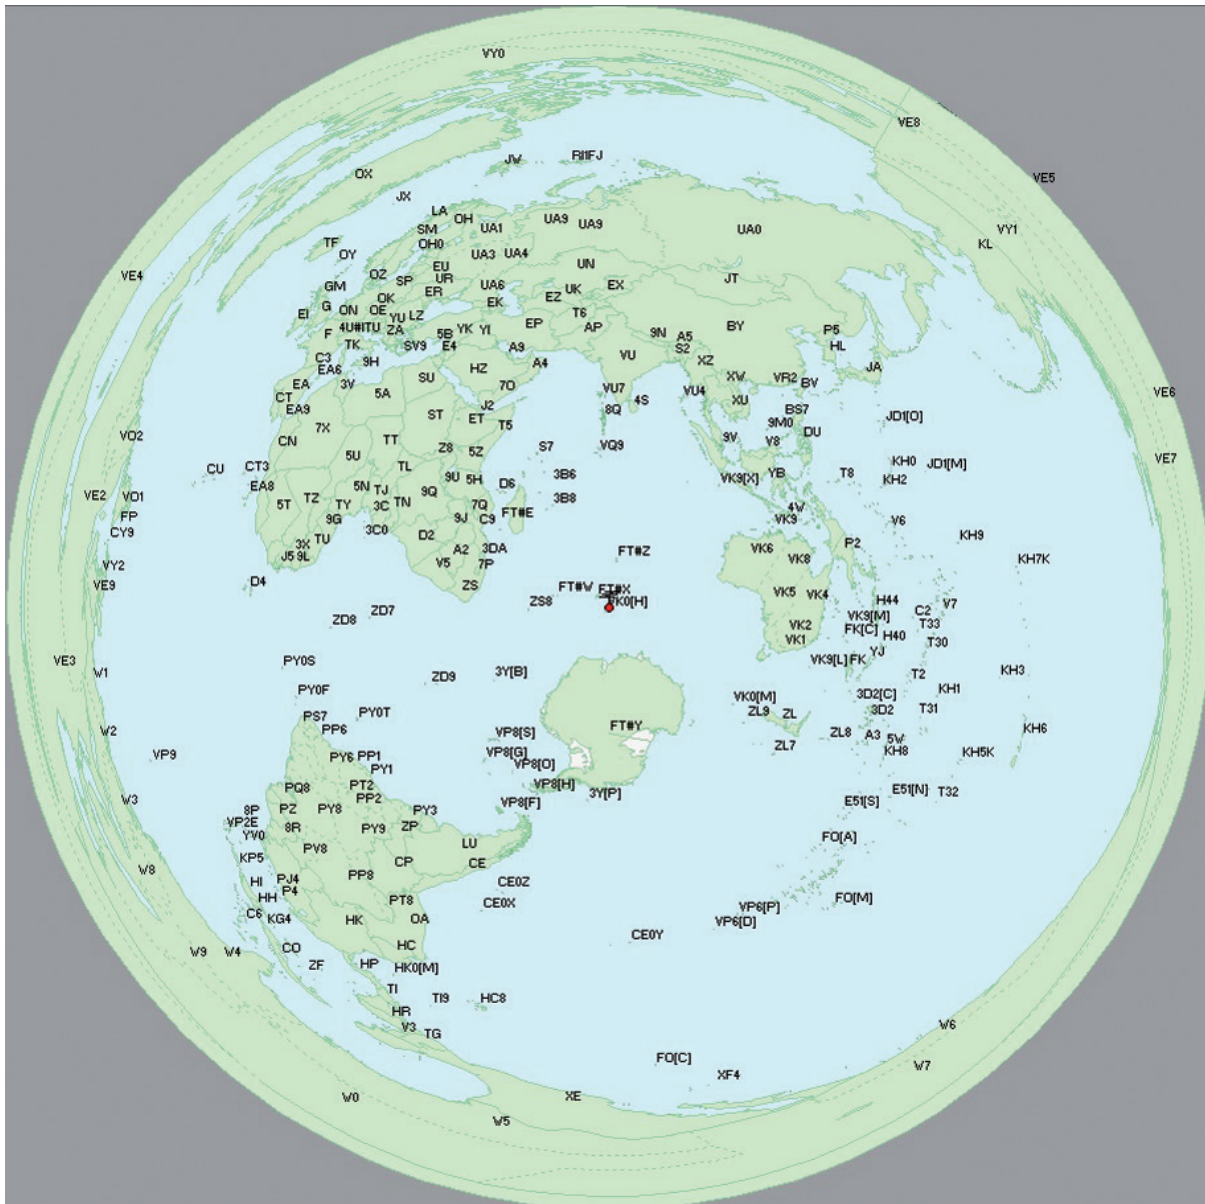 VY0
VE8
RI1FJ
JW
OX
VE5
JX
LA
OH
UA9
UA9
SM
UA1
UA0
VY1
TF
OH0
KL
OY
UA3
UA4
EU
UN
VE4
OZ
SP
UR
JT
GM
UA6
UK
EX
OK
ER
EZ
G
EK
EI
ON
OE
LZ
T6
YU
4U#ITU
ZA
YK
YI
EP
AP
BY
F
5B
9N
A5
P5
TK
SV9
E4
A9
S2
HL
VU
C3
9H
A4
XZ
EA6
HZ
JA
EA
3V
SU
7O
XW
VR2
BV
CT
5A
VU7
VU4
VE6
4S
XU
EA9
J2
8Q
BS7
ST
ET
JD1[O]
7X
T5
9M0
VO2
CN
TT
Z8
S7
VQ9
9V
V8
DU
5U
5Z
VE7
CU
CT3
TL
3B6
KH0
JD1[M]
9U
5H
VK9[X]
YB
T8
KH2
EA8
5N
TJ
9Q
D6
VE2
VO1
5T
TZ
TY
3C
TN
7Q
3B8
4W
FP
9G
9J
C9
FT#E
VK9
V6
CY9
3C0
D2
KH9
TU
3X
A2
3DA
FT#Z
VK6
P2
J5
9L
V5
7P
VK8
KH7K
VY2
D4
ZS
FT#W
FT#X
VK5
VK4
VE9
ZS8
VK0[H]
H44
V7
ZD7
C2
ZD8
VK9[M]
T33
VK2
FK[C]
H40
VK1
T30
YJ
VE3
PY0S
VK9[L]
FK
W1
ZD9
3Y[B]
T2
KH3
PY0F
VK0[M]
3D2[C]
KH1
PS7
PY0T
ZL9
ZL
3D2
T31
PP6
FT#Y
W2
VP8[S]
ZL8
A3
5W
KH6
VP9
PY6
PP1
VP8[G]
ZL7
KH8
KH5K
PY1
VP8[O]
PQ8
PT2
VP8[H]
3Y[P]
E51[N]
T32
W3
PP2
VP8[F]
E51[S]
8P
PZ
PY8
PY3
VP2E
8R
PY9
ZP
YV0
FO[A]
PV8
LU
KP5
CP
CE
W8
PP8
HI
PJ4
CE0Z
P4
HH
PT8
CE0X
FO[M]
C6
KG4
HK
OA
VP6[P]
VP6[D]
W9
W4
CO
HC
CE0Y
ZF
HP
HK0[M]
TI
TI9
HC8
HR
V3
TG
W6
FO[C]
W7
XF4
W0
XE
W5